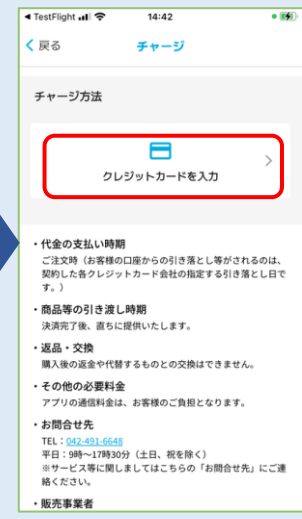 ◀ TestFlight 14:42
戻る チャージ
チャージ方法
クレジットカードを入力
・代金の支払い時期
ご注文時（お客様の口座からの引き落とし等がされるのは、
契約した各クレジットカード会社の指定する引き落とし日で
す。）
・商品等の引き渡し時期
決済完了後、直ちに提供いたします。
・返品・交換
購入後の返金や代替するものとの交換はできません。
・その他の必要料金
アプリの通信料金は、お客様のご負担となります。
・お問合せ先
TEL：042-491-6648
平日：9時〜17時30分（土日、祝を除く）
※サービス等に関しましてはこちらの「お問合せ先」にご連
絡ください。
・販売事業者